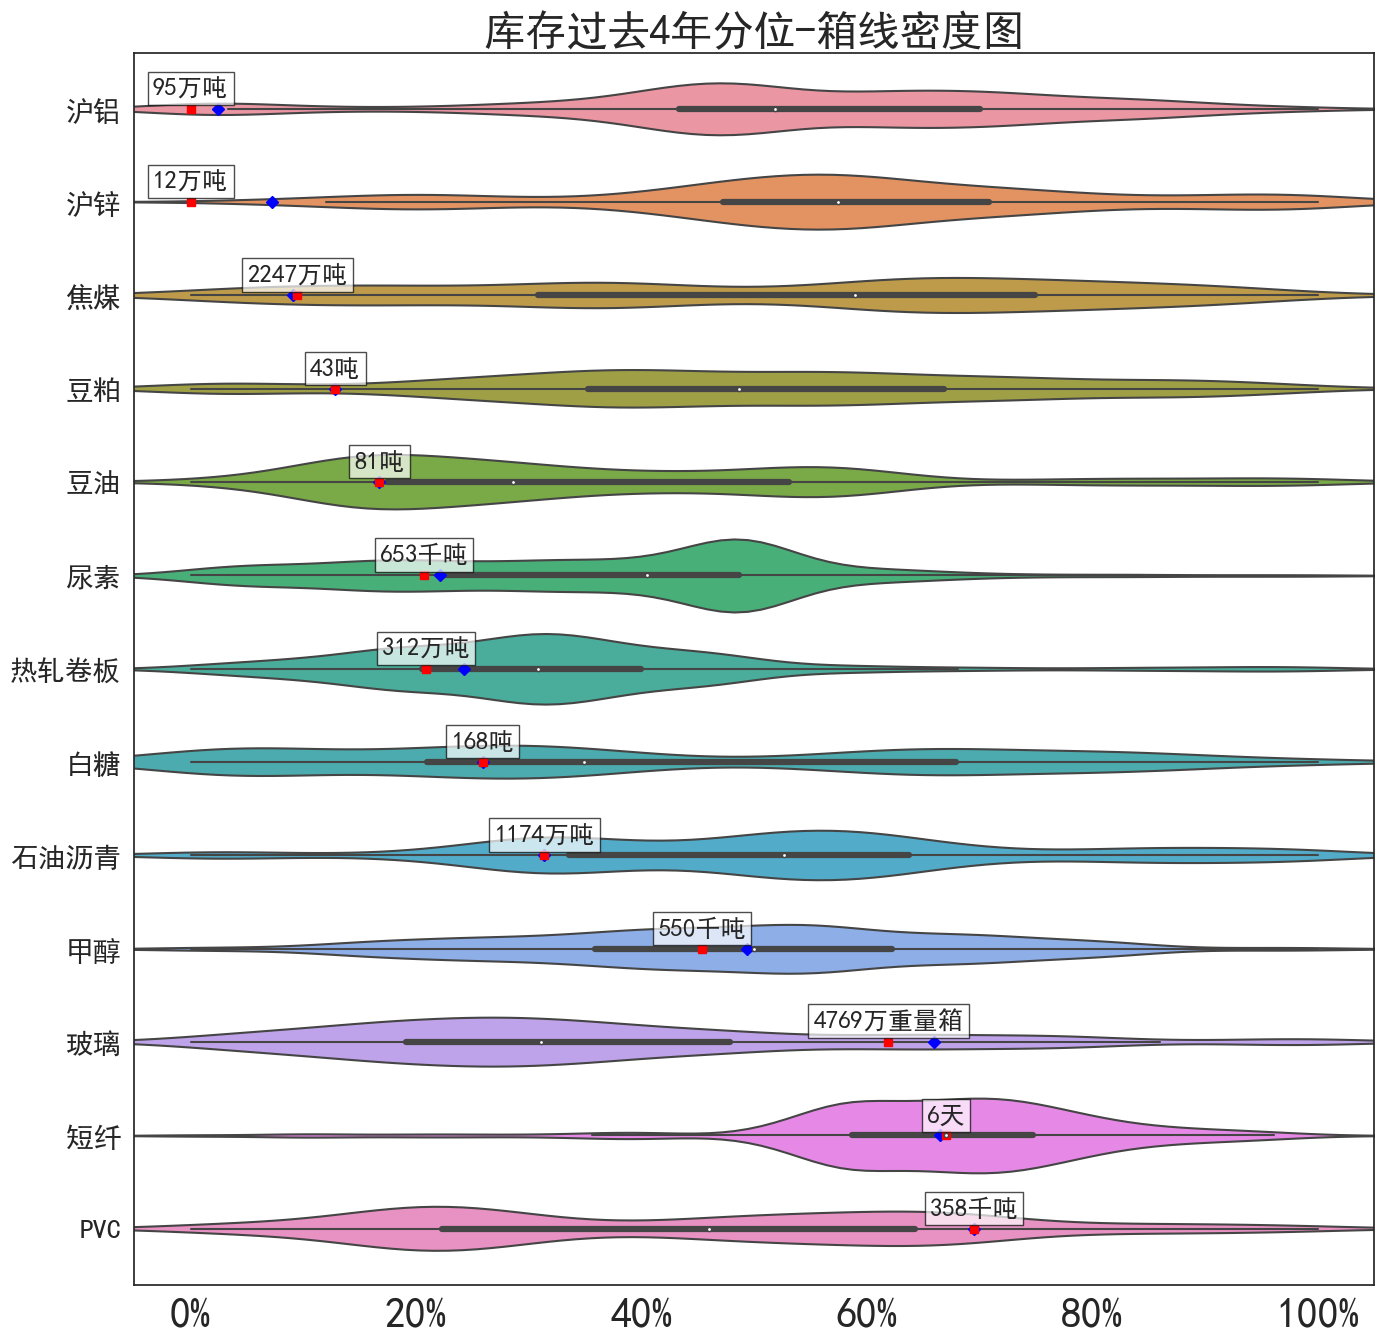 库存过去4年分位-箱线密度图
沪铝
95万吨
沪锌
12万吨
焦煤
2247万吨
豆粕
43吨
豆油
81吨
尿素
653千吨
热轧卷板
312万吨
白糖
168吨
石油沥青
1174万吨
甲醇
550千吨
玻璃
4769万重量箱
短纤
6天
PVC
358千吨
0% 20% 40% 60% 80% 100%